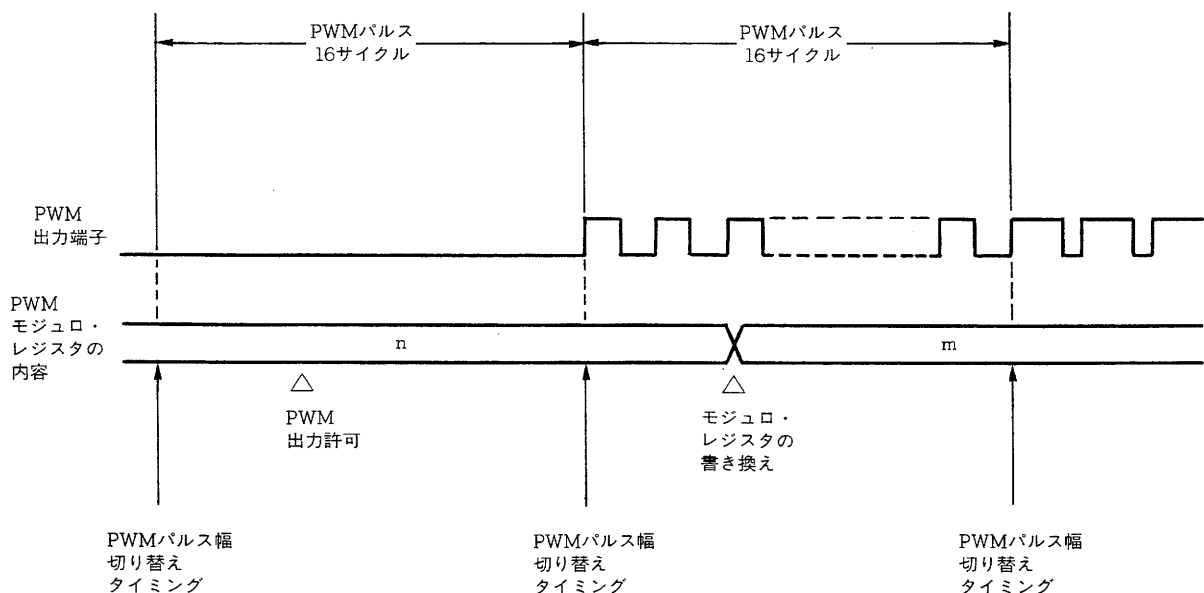 PWMパルス
16サイクル
PWMパルス
16サイクル
PWM
出力端子
PWM
モジュロ・
レジスタの
内容
n
m
PWM
出力許可
モジュロ・
レジスタの
書き換え
PWMパルス幅
切り替え
タイミング
PWMパルス幅
切り替え
タイミング
PWMパルス幅
切り替え
タイミング